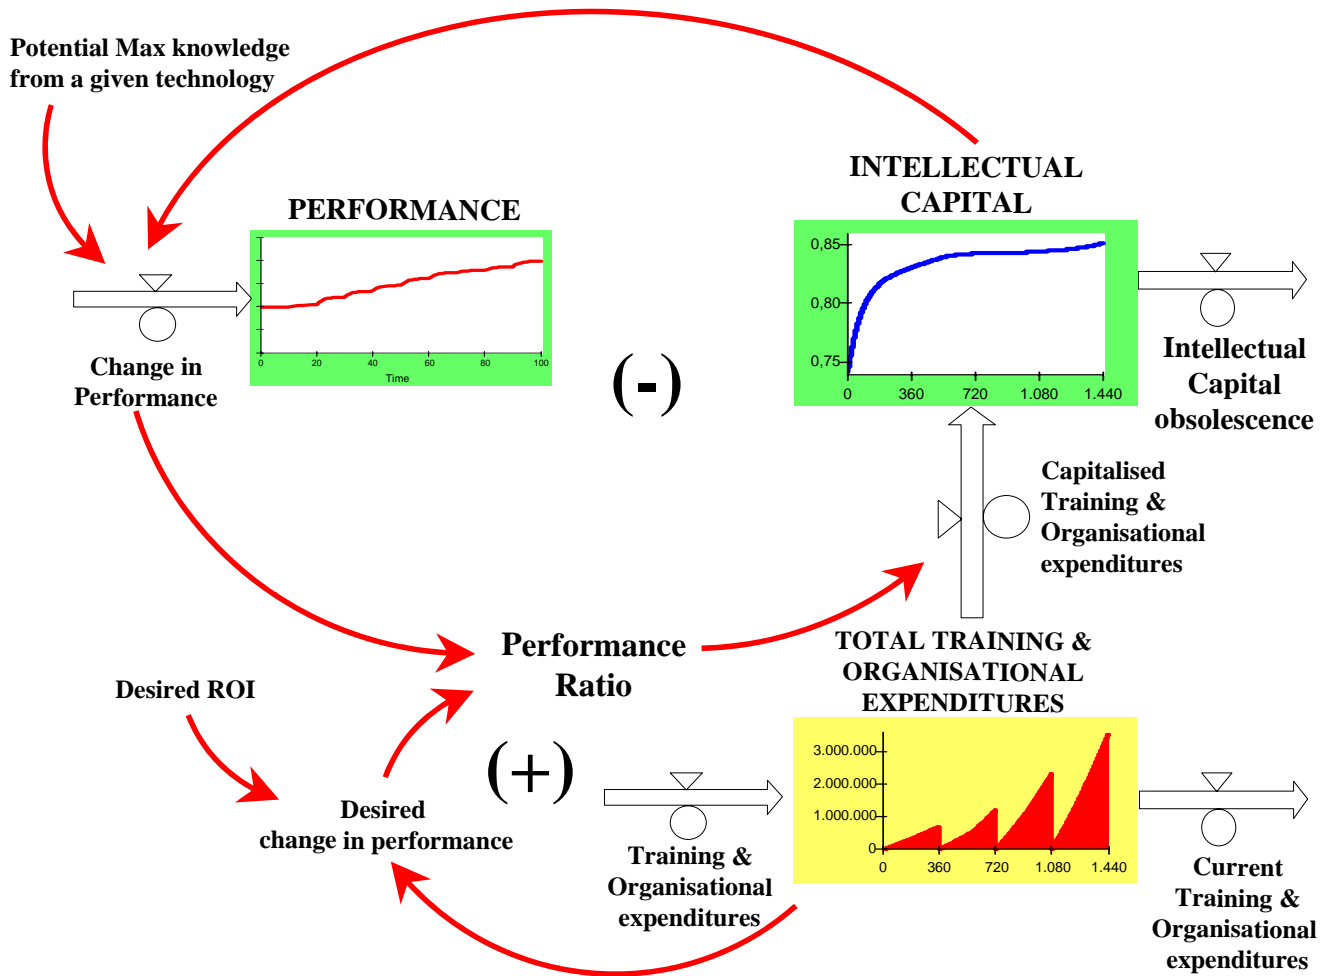 Potential Max knowledge
from a given technology
PERFORMANCE
0
20
40
60
80
100
Time
Change in
Performance
INTELLECTUAL
CAPITAL
0,85
0,80
0,75
0
360
720
1.080
1.440
Intellectual
Capital
obsolescence
(-)
Capitalised
Training &
Organisational
expenditures
Performance
Ratio
Desired ROI
(+)
Desired
change in performance
TOTAL TRAINING &
ORGANISATIONAL
EXPENDITURES
3.000.000
2.000.000
1.000.000
0
0
360
720
1.080
1.440
Training &
Organisational
expenditures
Current
Training &
Organisational
expenditures